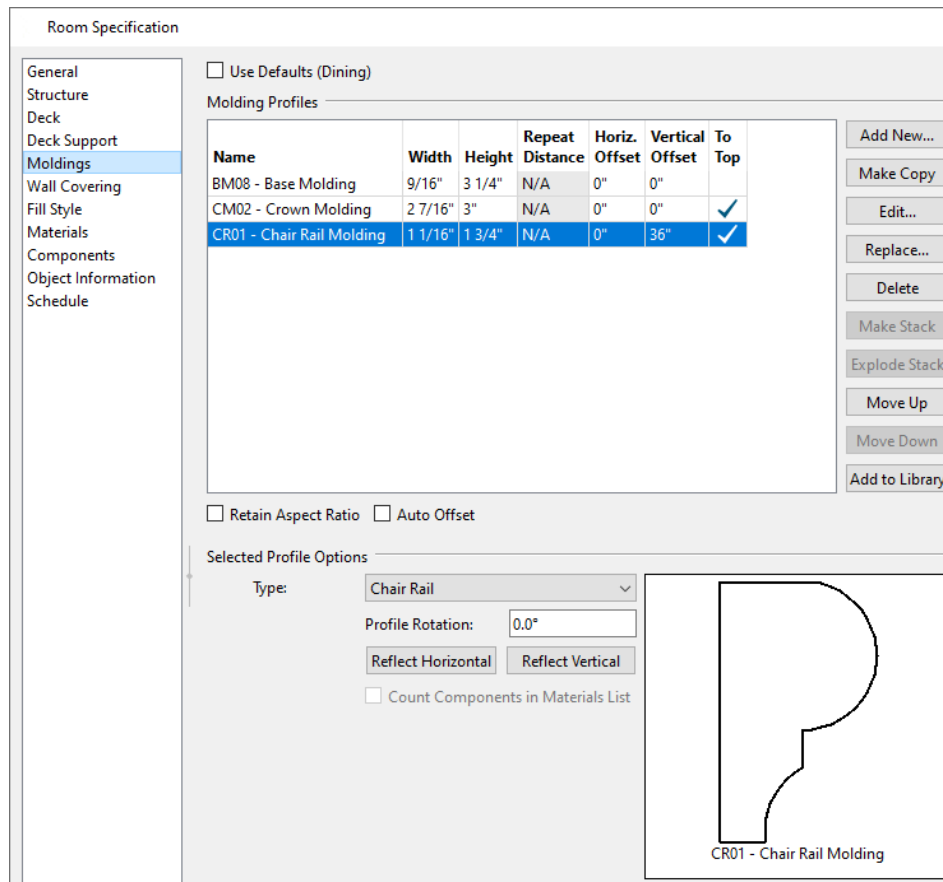 Room Specification
General
Structure
Deck
Deck Support
Moldings
Wall Covering
Fill Style
Materials
Components
Object Information
Schedule
Use Defaults (Dining)
Molding Profiles
Name Width Height Repeat Distance Horiz. Offset Vertical Offset To Top
BM08 - Base Molding 9/16" 3 1/4" N/A 0" 0"
CM02 - Crown Molding 2 7/16" 3" N/A 0" 0"
CR01 - Chair Rail Molding 1 1/16" 1 3/4" N/A 0" 36"
Add New...
Make Copy
Edit...
Replace...
Delete
Make Stack
Explode Stack
Move Up
Move Down
Add to Library
Retain Aspect Ratio Auto Offset
Selected Profile Options
Type: Chair Rail
Profile Rotation: 0.0°
Reflect Horizontal Reflect Vertical
Count Components in Materials List
CR01 - Chair Rail Molding